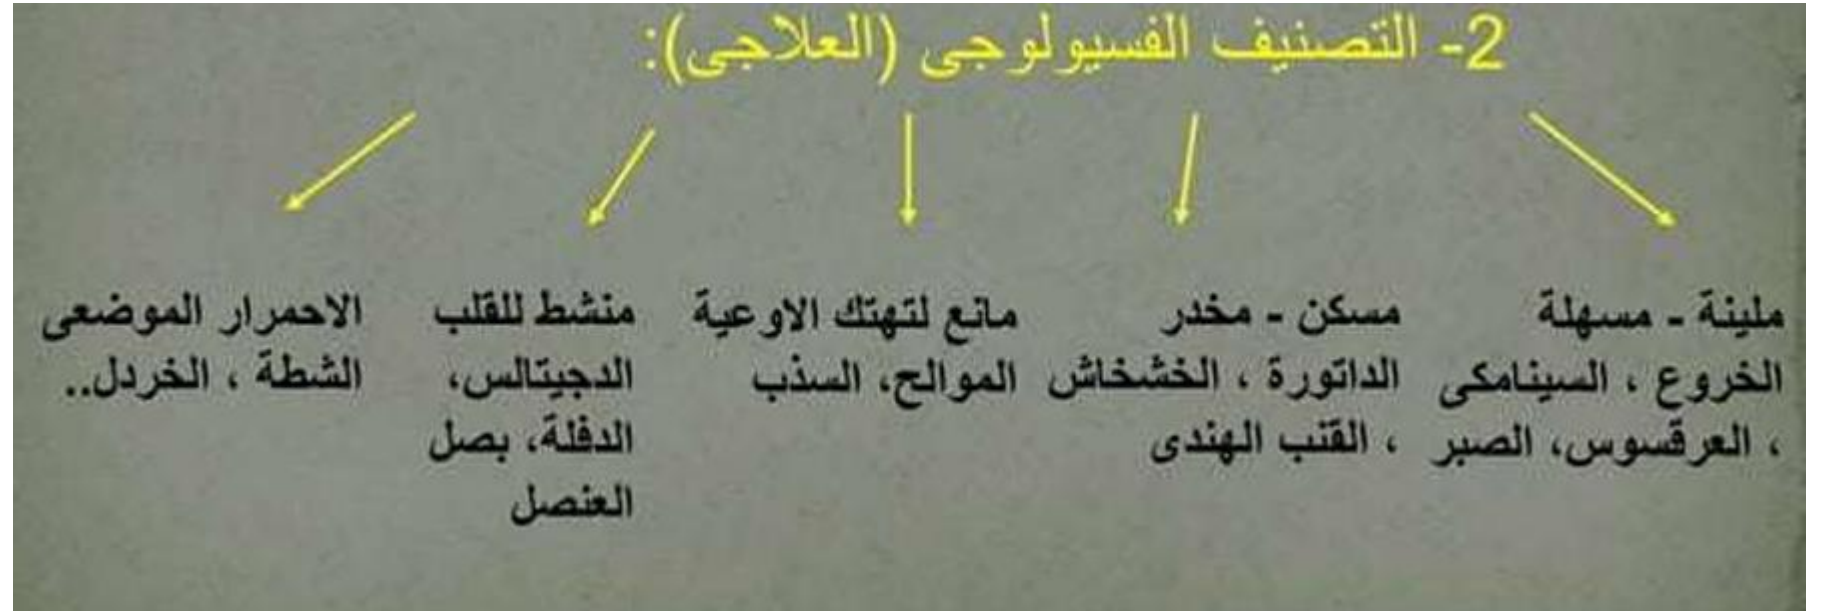 2- التصنيف الفسيولوجى (العلاجى):
ملينة - مسهلة
الخروع ، السينامكى
، العرقسوس، الصبر
مسكن - مخدر
الداتورة ، الخشخاش
، القنب الهندى
مانع لتهتك الاوعية
الموالح، السذب
منشط للقلب
الدجيتالس،
الدفلة، بصل
العنصل
الاحمرار الموضعى
الشطة ، الخردل..